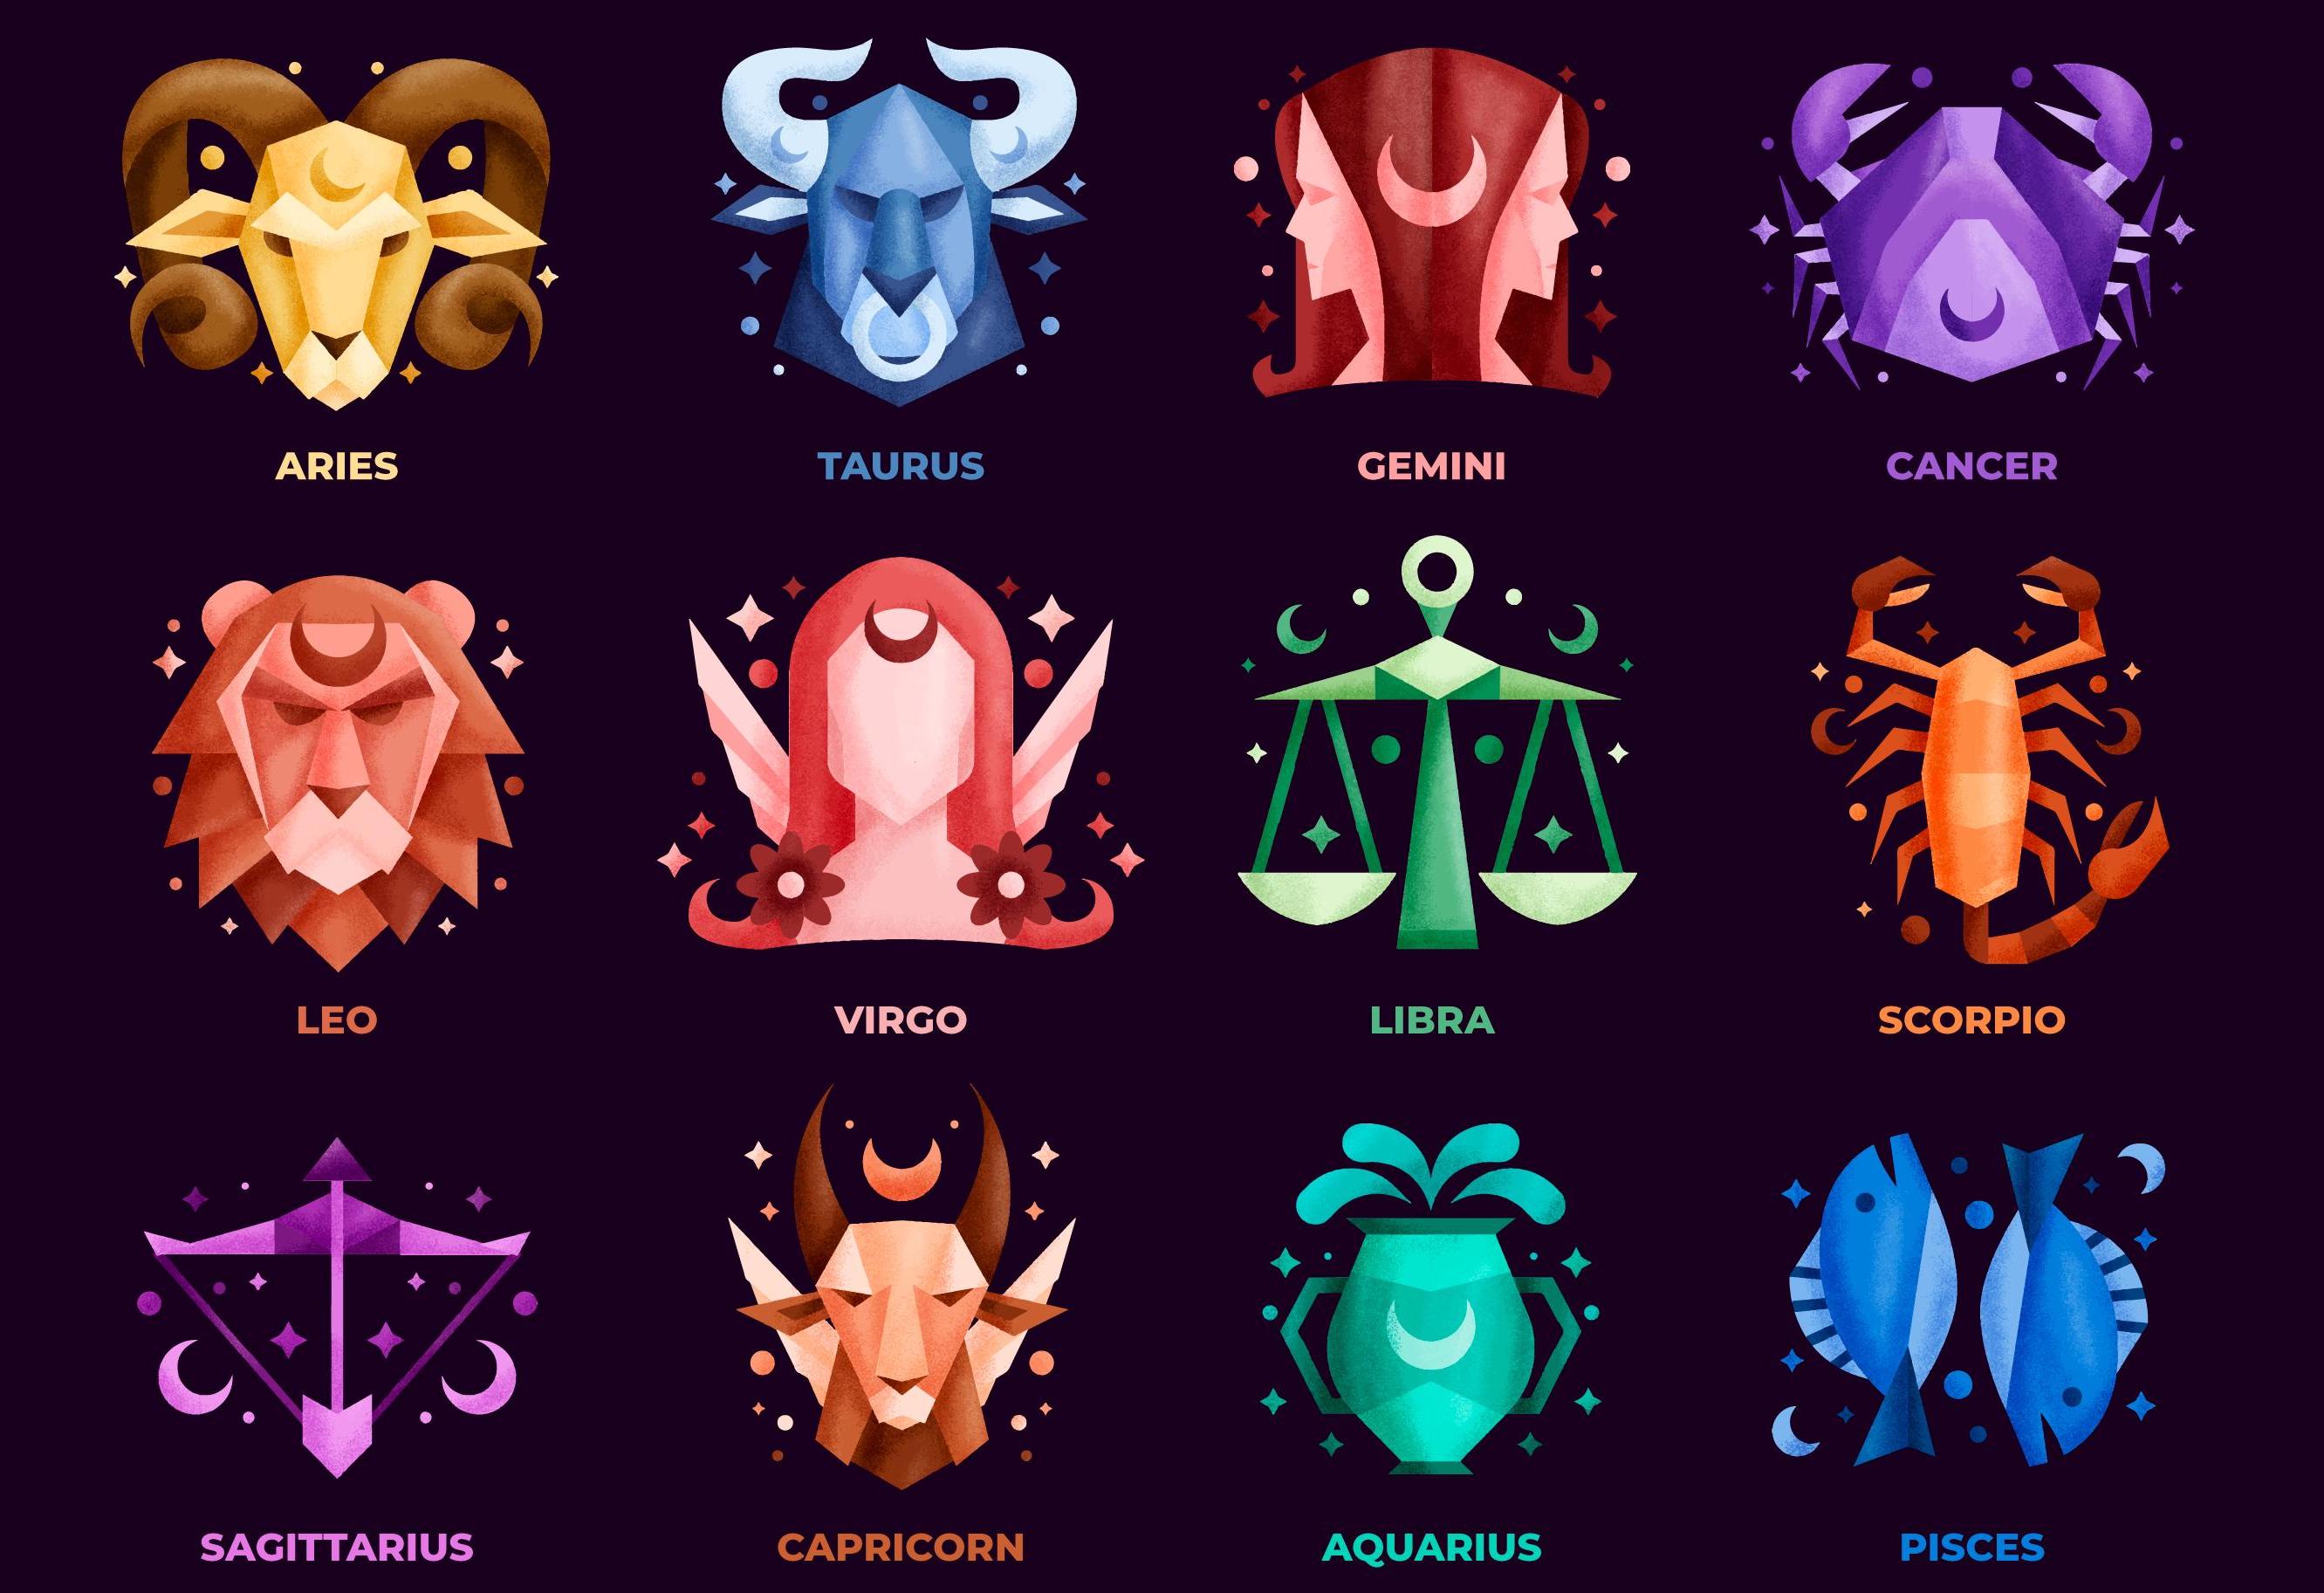 ARIES
TAURUS
GEMINI
CANCER
LEO
VIRGO
LIBRA
SCORPIO
SAGITTARIUS
CAPRICORN
AQUARIUS
PISCES